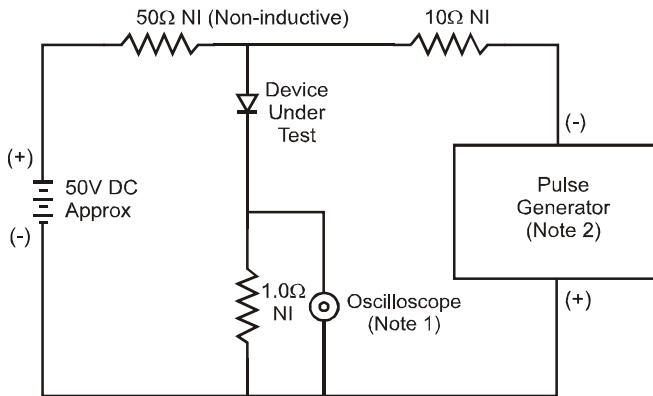 50Ω NI (Non-inductive)
10Ω NI
Device
Under
Test
(+)
50V DC
Approx
(-)
(-)
Pulse
Generator
(Note 2)
(+)
1.0Ω
NI
Oscilloscope
(Note 1)